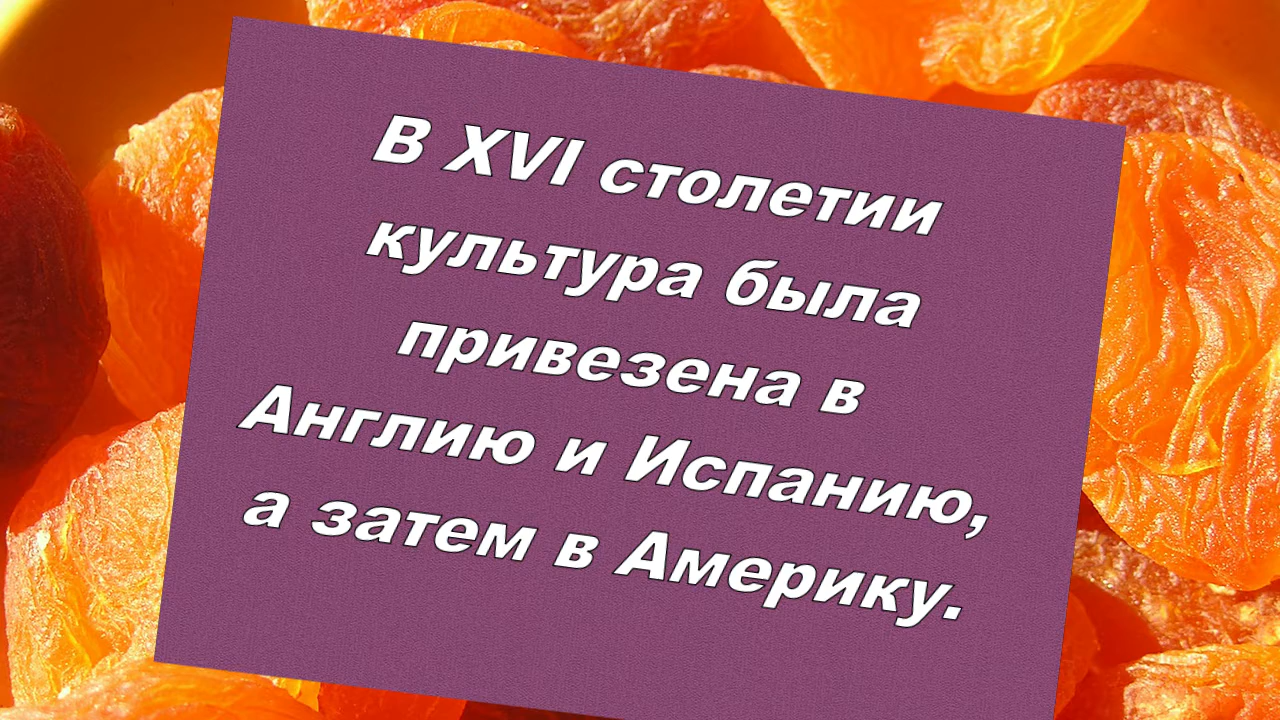 В XVI столетии
культура была
привезена в
Англию и Испанию,
а затем в Америку.